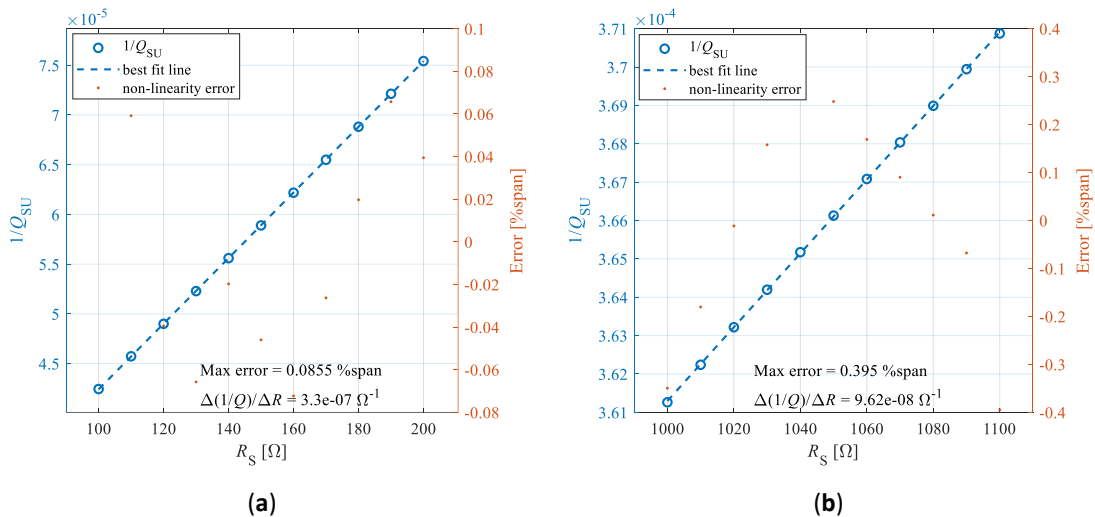 ×10⁻⁵
1/Q_SU
best fit line
non-linearity error
7.5
7
6.5
6
5.5
5
4.5
1/Q_SU
0.1
0.08
0.06
0.04
0.02
0
-0.02
-0.04
-0.06
-0.08
Error [%span]
Max error = 0.0855 %span
Δ(1/Q)/ΔR = 3.3e-07 Ω⁻¹
100 120 140 160 180 200
R_S [Ω]
(a)
×10⁻⁴
1/Q_SU
best fit line
non-linearity error
3.71
3.7
3.69
3.68
3.67
3.66
3.65
3.64
3.63
3.62
3.61
1/Q_SU
0.4
0.3
0.2
0.1
0
-0.1
-0.2
-0.3
-0.4
Error [%span]
Max error = 0.395 %span
Δ(1/Q)/ΔR = 9.62e-08 Ω⁻¹
1000 1020 1040 1060 1080 1100
R_S [Ω]
(b)